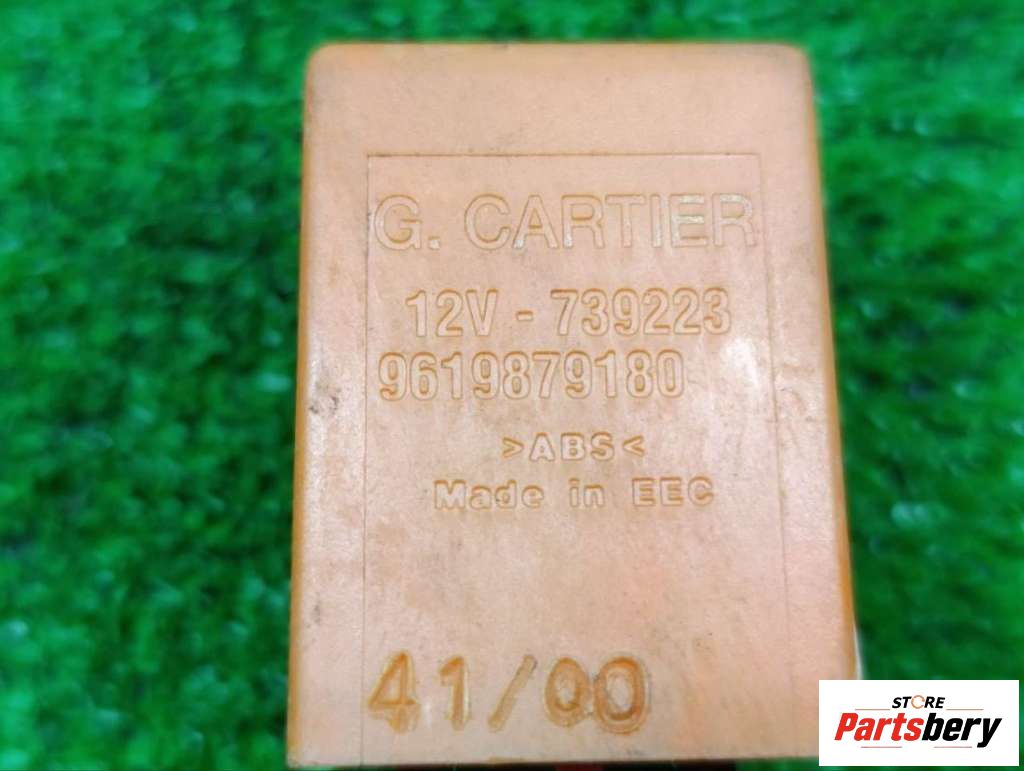 G. CARTIER
12V - 739223
9619879180
>ABS<
Made in EEC
41/00
STORE
Partsbery